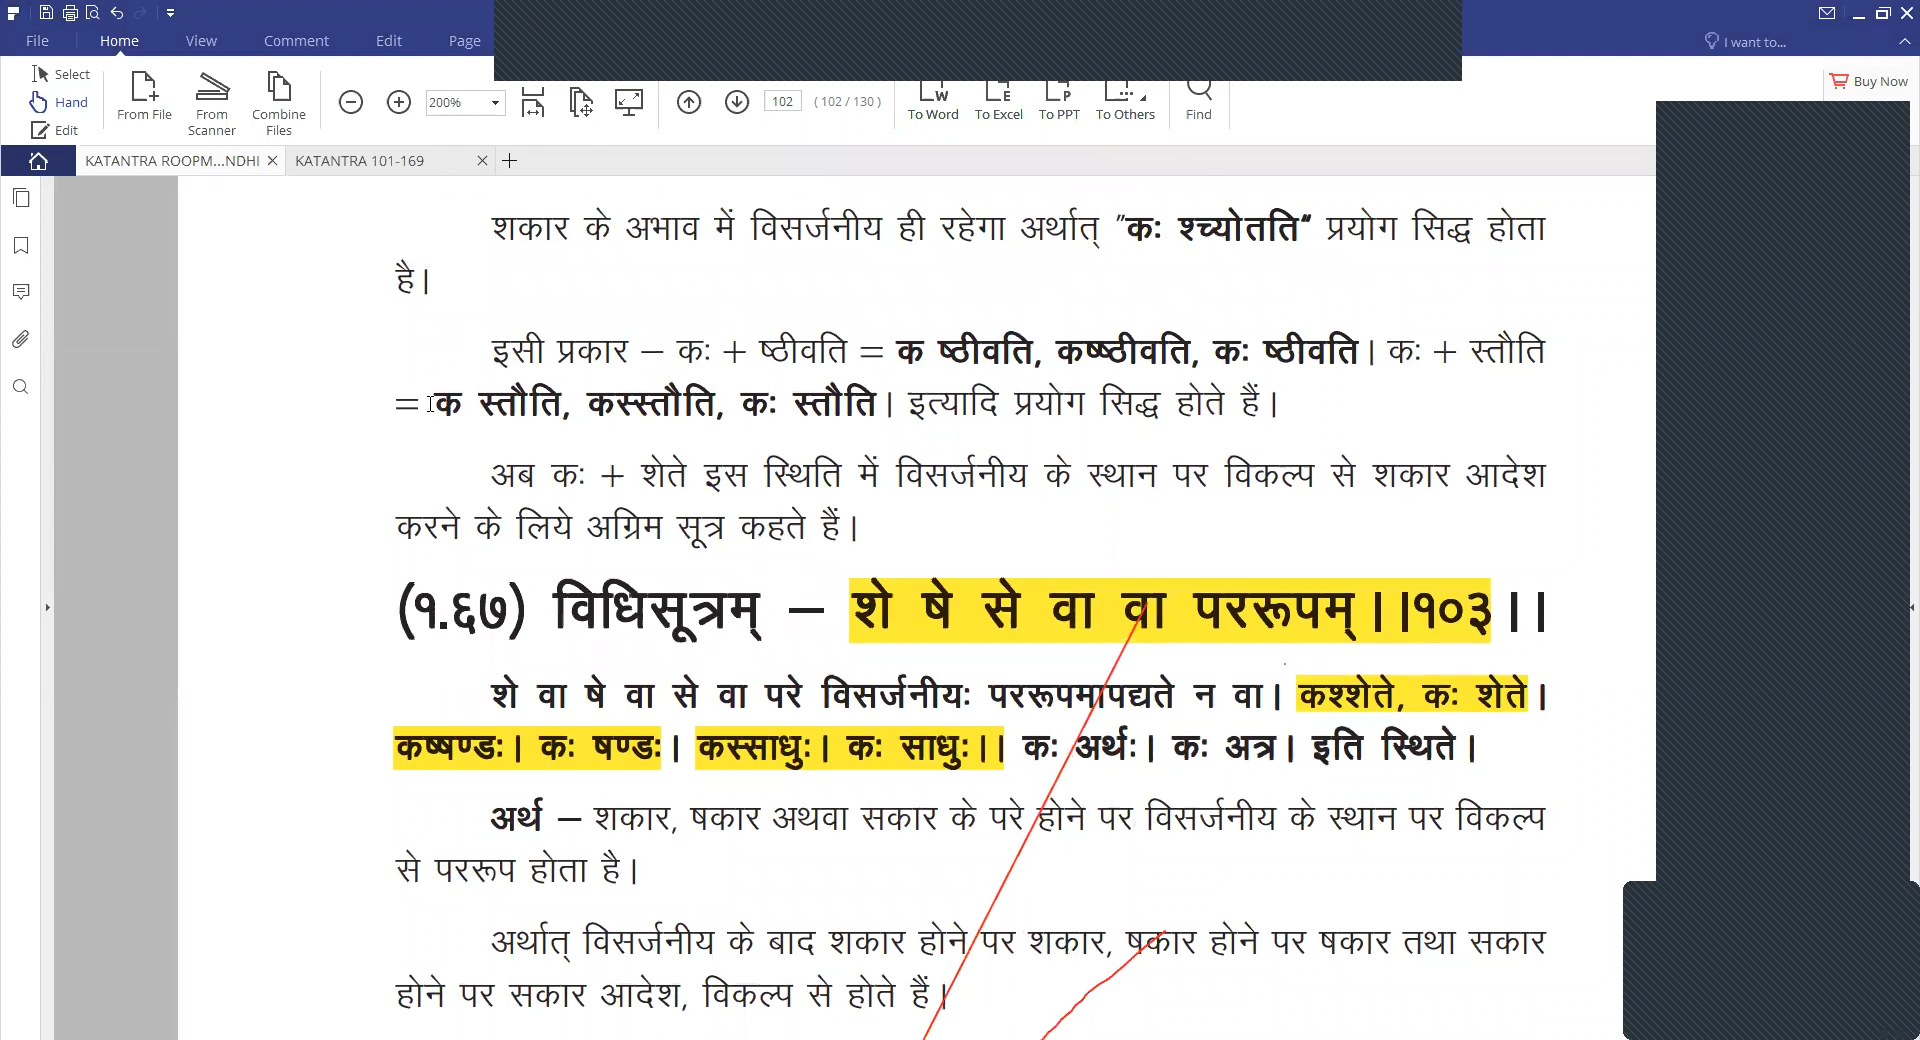 File Home View Comment Edit Page I want to...
Select
Hand
Edit
From File
From Scanner
Combine Files
200%
102 ( 102 / 130 )
To Word To Excel To PPT To Others Find
Buy Now
KATANTRA ROOPM...NDHI KATANTRA 101-169
शकार के अभाव में विसर्जनीय ही रहेगा अर्थात् "कः श्च्योतति“ प्रयोग सिद्ध होता
है।
इसी प्रकार – कः + ष्ठीवति = क ष्ठीवति, कष्ष्ठीवति, कः ष्ठीवति। कः + स्तौति
= क स्तौति, कस्स्तौति, कः स्तौति। इत्यादि प्रयोग सिद्ध होते हैं।
अब कः + शेते इस स्थिति में विसर्जनीय के स्थान पर विकल्प से शकार आदेश
करने के लिये अग्रिम सूत्र कहते हैं।
(१.६७) विधिसूत्रम् – शे षे से वा वा पररूपम्।।१०३।।
शे वा षे वा से वा परे विसर्जनीयः पररूपमापद्यते न वा। कश्शेते, कः शेते।
कष्षण्डः। कः षण्डः। कस्साधुः। कः साधुः।। कः अर्थः। कः अत्र। इति स्थिते।
अर्थ – शकार, षकार अथवा सकार के परे होने पर विसर्जनीय के स्थान पर विकल्प
से पररूप होता है।
अर्थात् विसर्जनीय के बाद शकार होने पर शकार, षकार होने पर षकार तथा सकार
होने पर सकार आदेश, विकल्प से होते हैं।